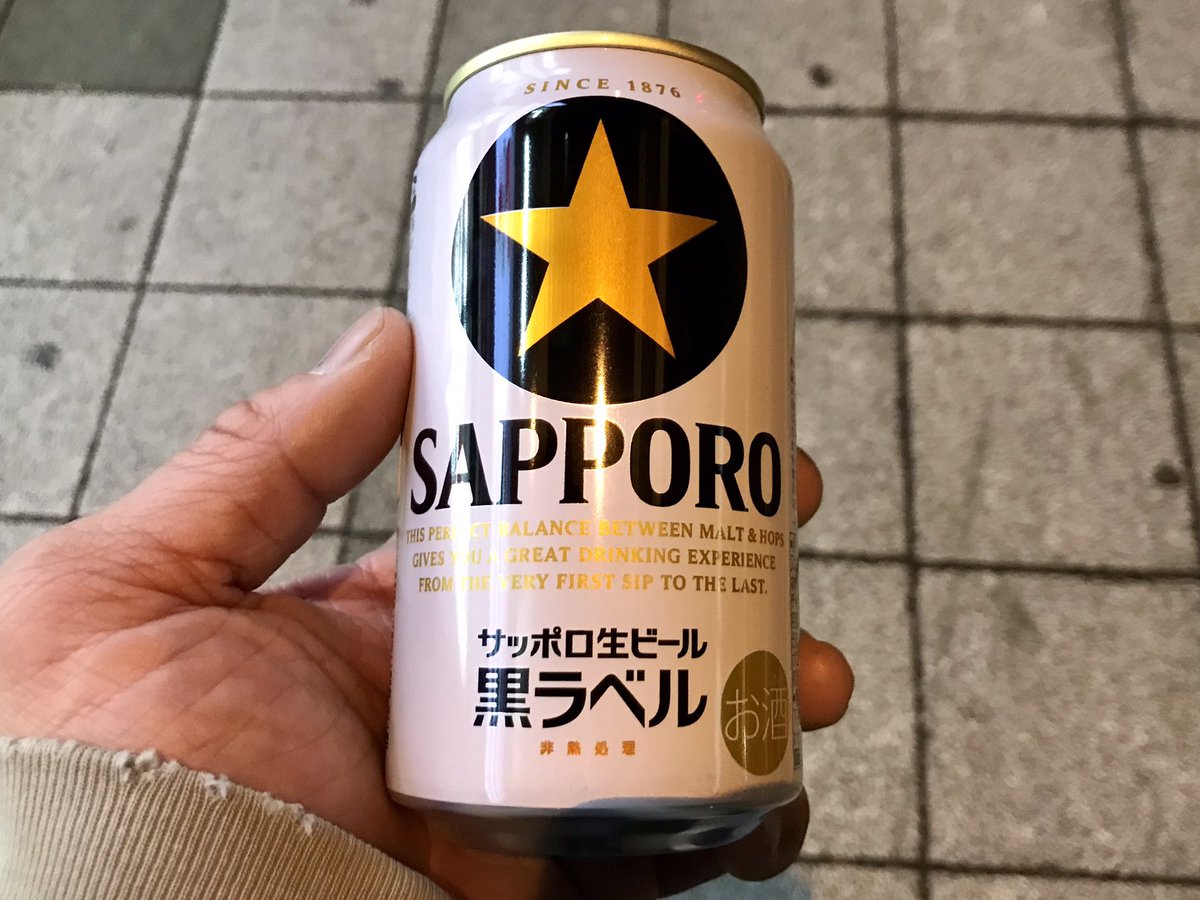 SINCE 1876
SAPPORO
THIS PERFECT BALANCE BETWEEN MALT & HOPS
GIVES YOU A GREAT DRINKING EXPERIENCE
FROM THE VERY FIRST SIP TO THE LAST.
サッポロ生ビール
黒ラベル
お酒
非熱処理